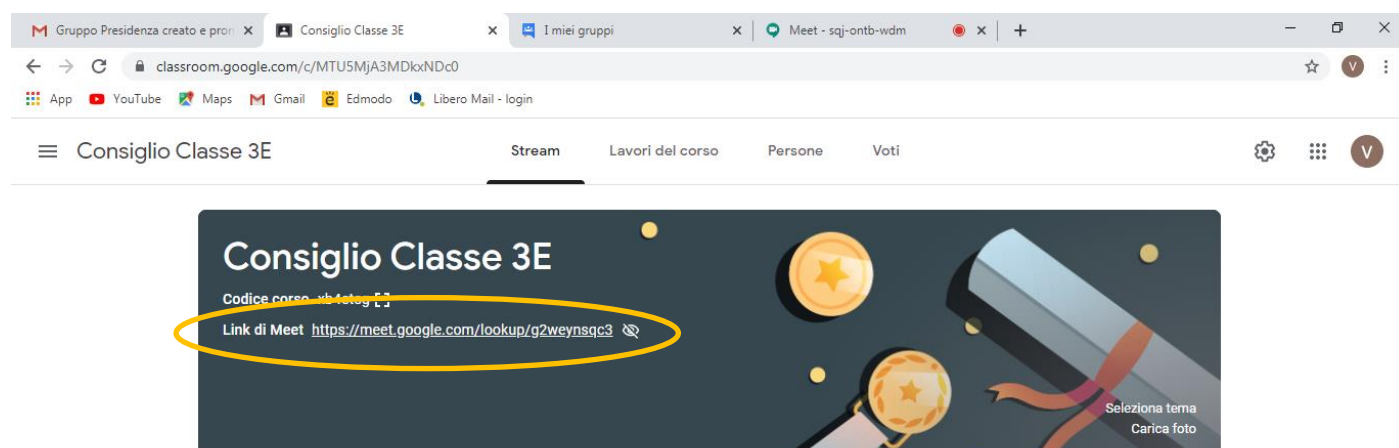 Gruppo Presidenza creato e pron
Consiglio Classe 3E
I miei gruppi
Meet - sqj-ontb-wdm
classroom.google.com/c/MTU5MjA3MDkxNDc0
V
App YouTube Maps Gmail Edmodo Libero Mail - login
Consiglio Classe 3E
Stream Lavori del corso Persone Voti
V
Consiglio Classe 3E
Codice corso
Link di Meet https://meet.google.com/lookup/g2weynsqc3
Seleziona tema
Carica foto